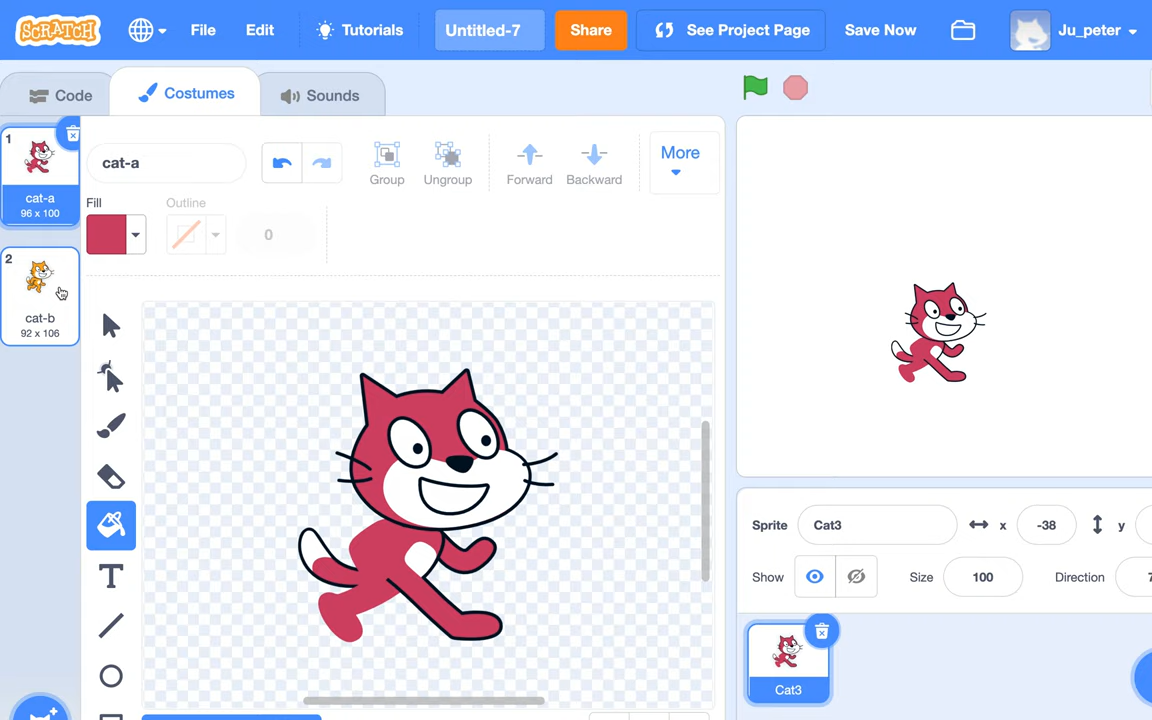 SCRATCH File Edit Tutorials Untitled-7 Share See Project Page Save Now Ju_peter
Code Costumes Sounds
1
cat-a
96 x 100
2
cat-b
92 x 106
cat-a
Group Ungroup Forward Backward More
Fill Outline
0
T
Sprite Cat3 x -38 y
Show Size 100 Direction 7
Cat3